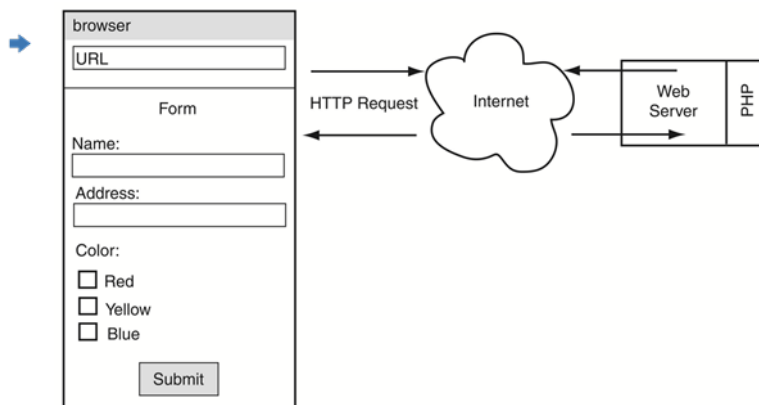 browser
URL
Form
Name:
Address:
Color:
Red
Yellow
Blue
Submit
HTTP Request
Internet
Web
Server
PHP